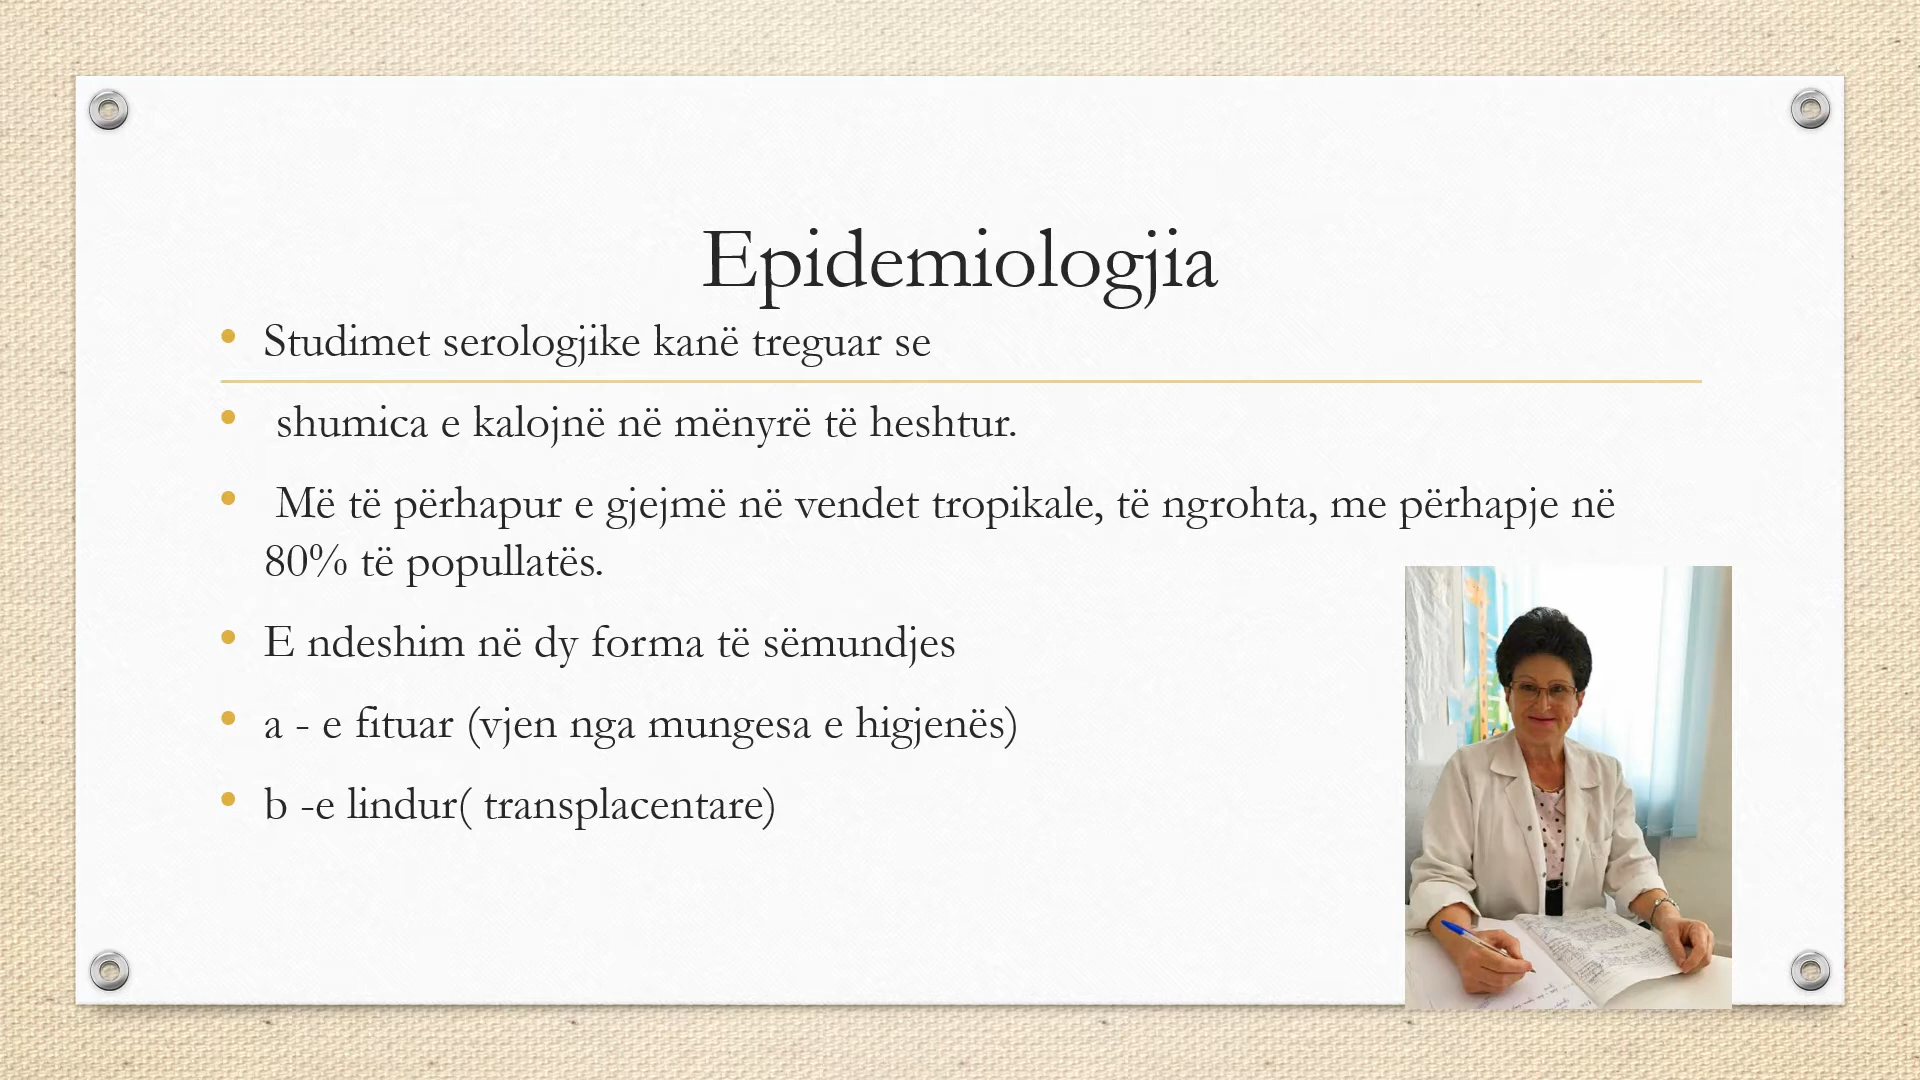 Epidemiologjia
• Studimet serologjike kanë treguar se
• shumica e kalojnë në mënyrë të heshtur.
• Më të përhapur e gjejmë në vendet tropikale, të ngrohta, me përhapje në
80% të popullatës.
• E ndeshim në dy forma të sëmundjes
• a - e fituar (vjen nga mungesa e higjenës)
• b -e lindur( transplacentare)